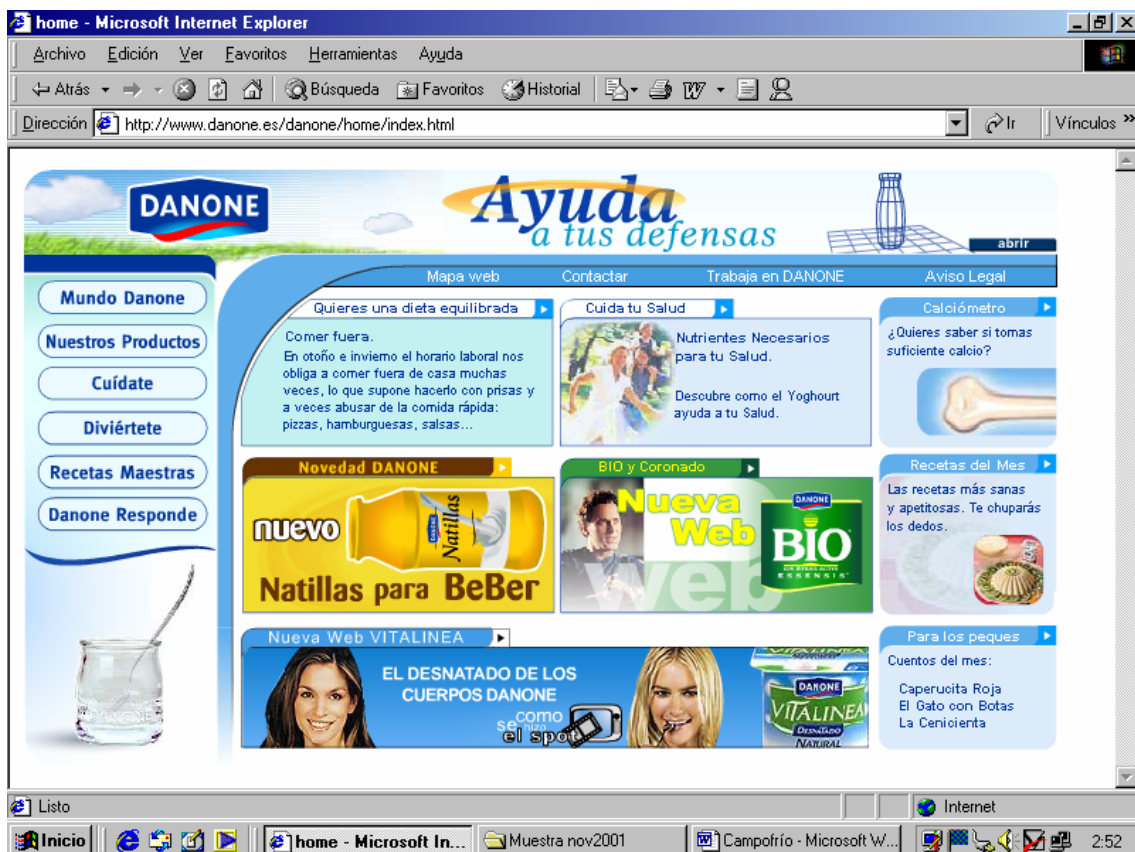 home - Microsoft Internet Explorer
Archivo Edición Ver Favoritos Herramientas Ayuda
Atrás Búsqueda Favoritos Historial
Dirección http://www.danone.es/danone/home/index.html Ir Vínculos »
DANONE
Ayuda
a tus defensas
abrir
Mapa web Contactar Trabaja en DANONE Aviso Legal
Mundo Danone
Nuestros Productos
Cuídate
Diviértete
Recetas Maestras
Danone Responde
DANONE
Quieres una dieta equilibrada
Comer fuera.
En otoño e invierno el horario laboral nos
obliga a comer fuera de casa muchas
veces, lo que supone hacerlo con prisas y
a veces abusar de la comida rápida:
pizzas, hamburguesas, salsas...
Cuida tu Salud
Nutrientes Necesarios
para tu Salud.
Descubre como el Yoghourt
ayuda a tu Salud.
Calciómetro
¿Quieres saber si tomas
suficiente calcio?
Novedad DANONE
nuevo
DANONE
Natillas
Natillas para BeBer
BIO y Coronado
Nueva
Web
web
DANONE
BIO
ESSENSIS
Recetas del Mes
Las recetas más sanas
y apetitosas. Te chuparás
los dedos.
Nueva Web VITALINEA
EL DESNATADO DE LOS
CUERPOS DANONE
como
se hizo
el spot
VITALINEA
DANONE
VITALINEA
DESNATADO
NATURAL
Para los peques
Cuentos del mes:
Caperucita Roja
El Gato con Botas
La Cenicienta
Listo Internet
Inicio home - Microsoft In... Muestra nov2001 Campofrío - Microsoft W... 2:52